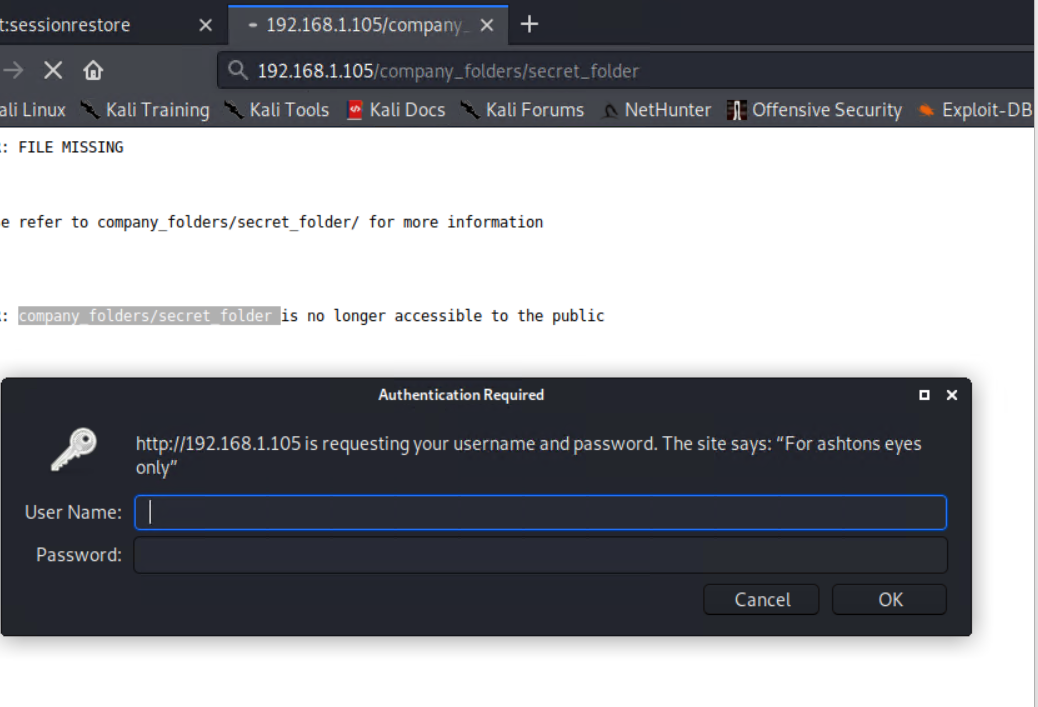 t:sessionrestore
192.168.1.105/company_
192.168.1.105/company_folders/secret_folder
ali Linux Kali Training Kali Tools Kali Docs Kali Forums NetHunter Offensive Security Exploit-DB
: FILE MISSING
e refer to company_folders/secret_folder/ for more information
: company_folders/secret_folder is no longer accessible to the public
Authentication Required
http://192.168.1.105 is requesting your username and password. The site says: “For ashtons eyes
only”
User Name:
Password:
Cancel OK